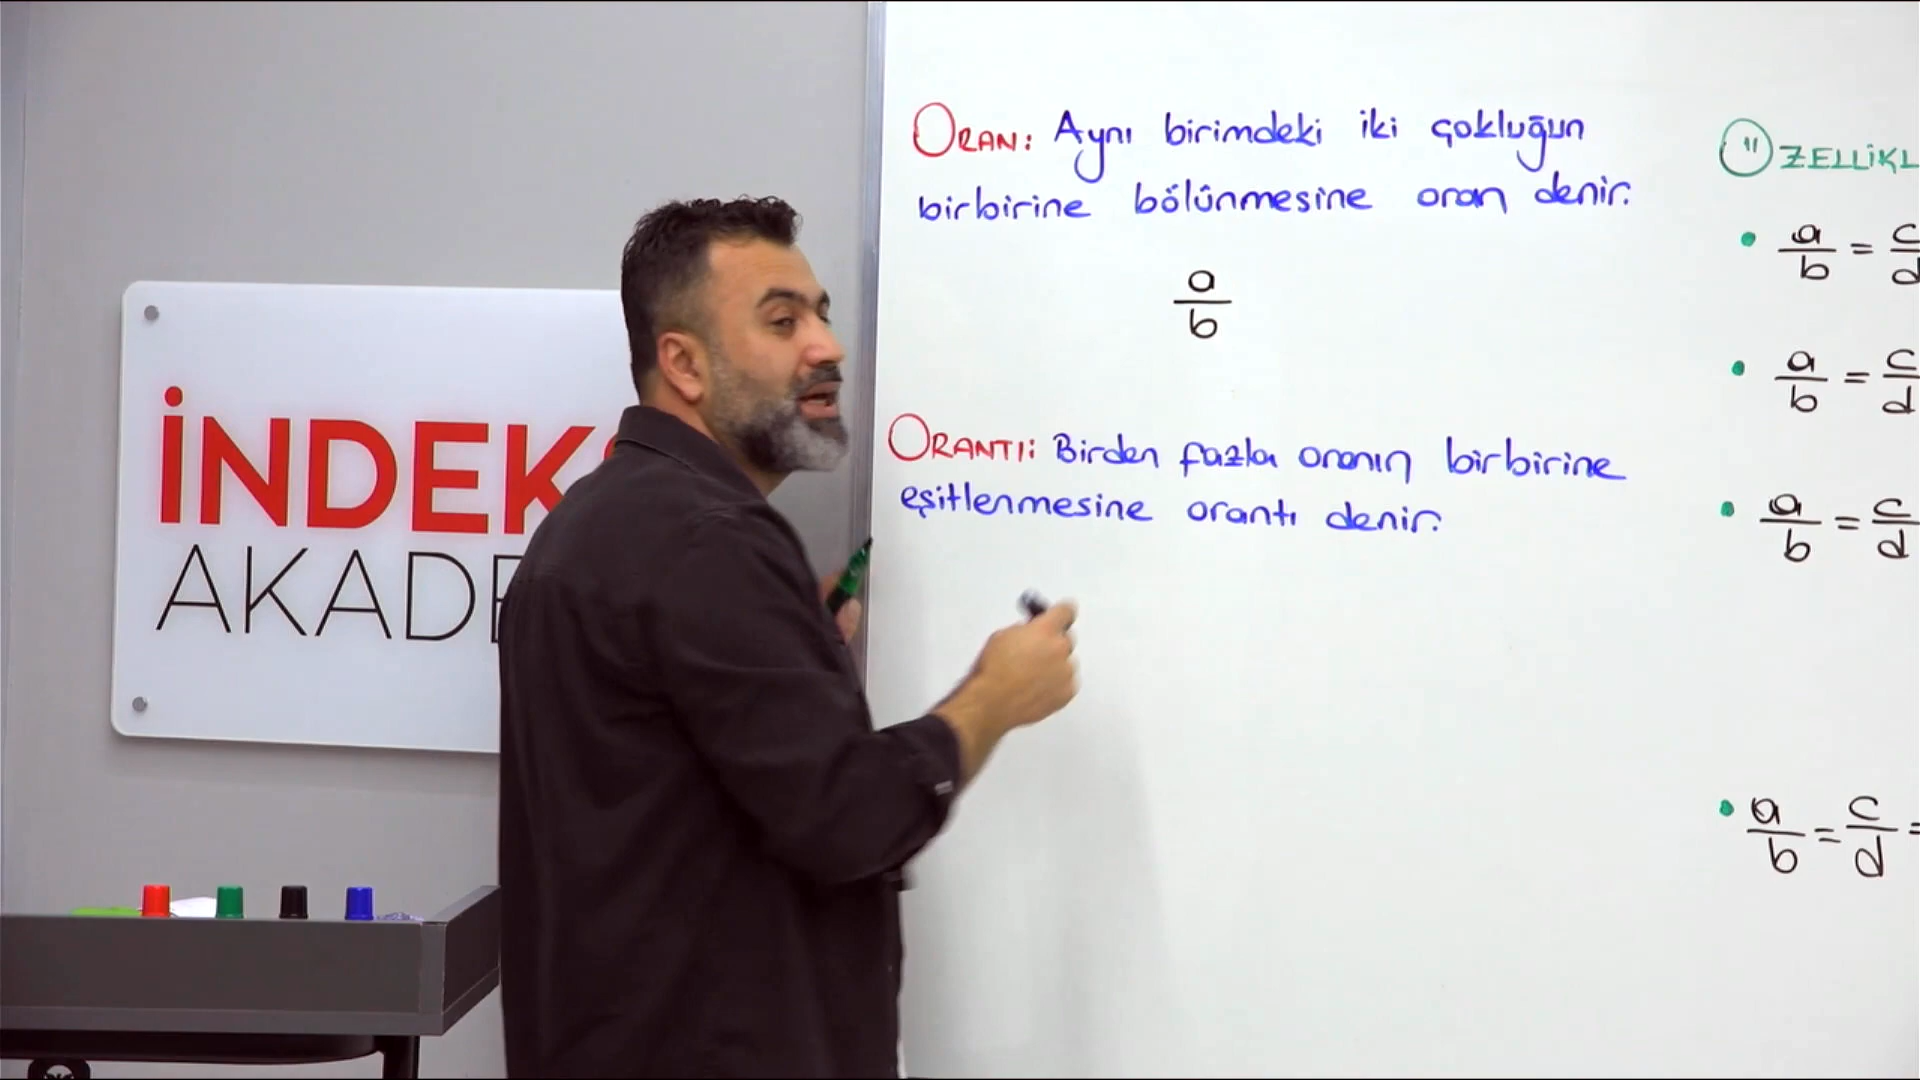 İNDEK
AKADE
ORAN: Aynı birimdeki iki çokluğun
birbirine bölünmesine oran denir.
a
b
ORANTI: Birden fazla oranın birbirine
eşitlenmesine orantı denir.
ÖZELLİKL
• a/b = c/d
• a/b = c/d
• a/b = c/d
• a/b = c/d =